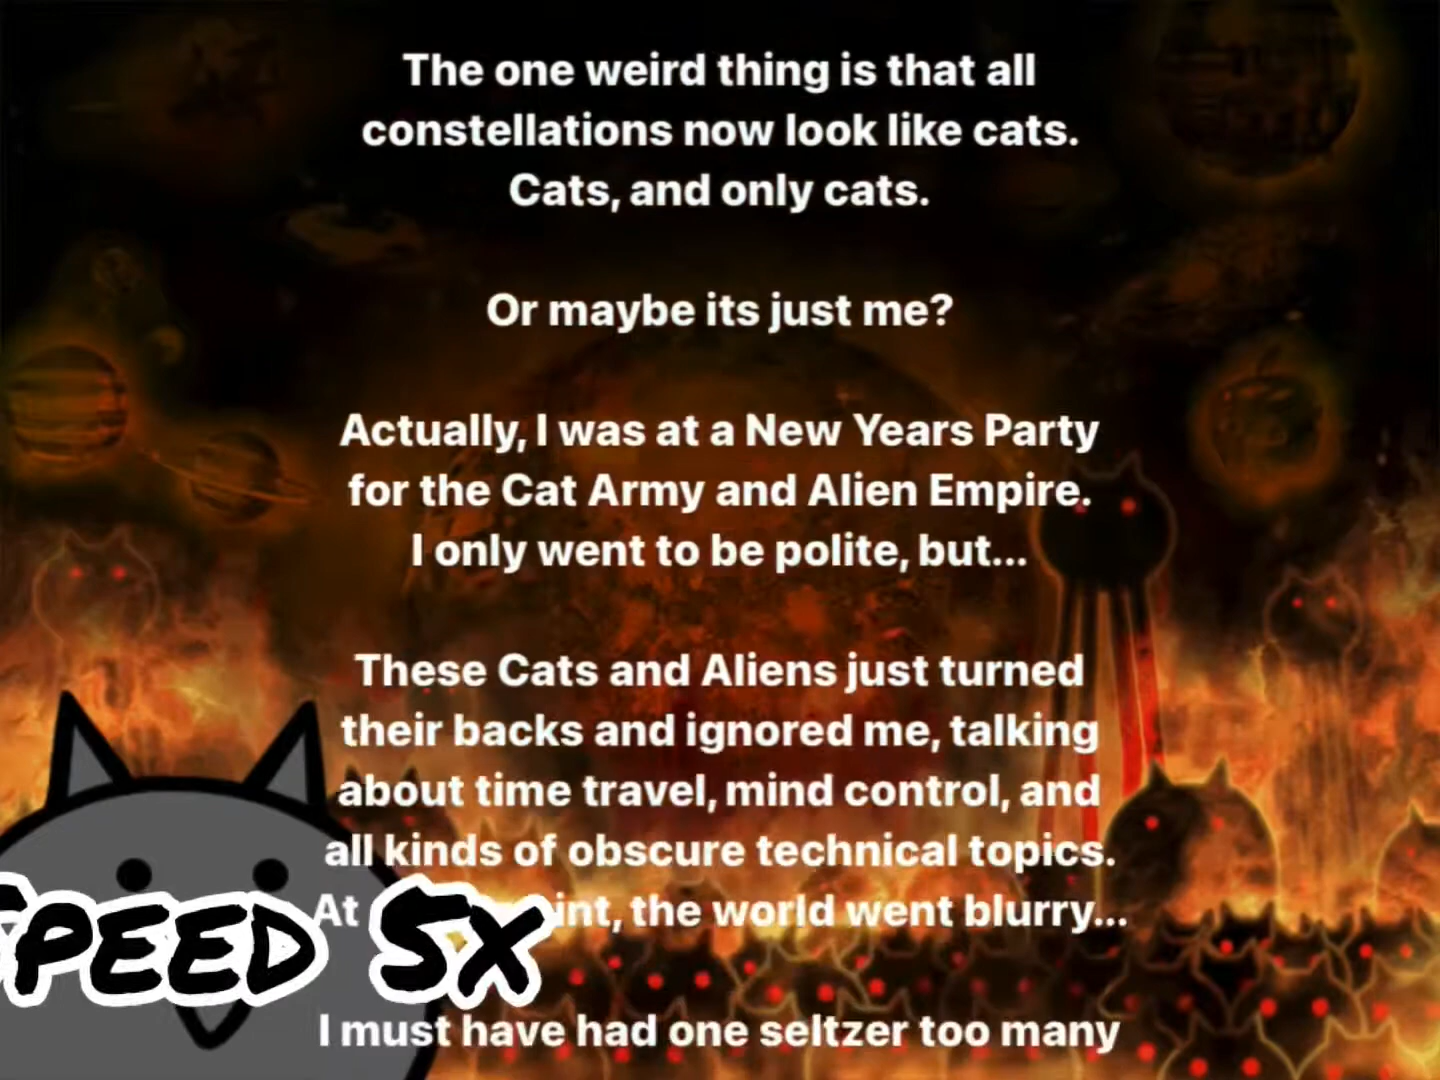 The one weird thing is that all
constellations now look like cats.
Cats, and only cats.
Or maybe its just me?
Actually, I was at a New Years Party
for the Cat Army and Alien Empire.
I only went to be polite, but...
These Cats and Aliens just turned
their backs and ignored me, talking
about time travel, mind control, and
all kinds of obscure technical topics.
At the world went blurry...
SPEED 5X
I must have had one seltzer too many